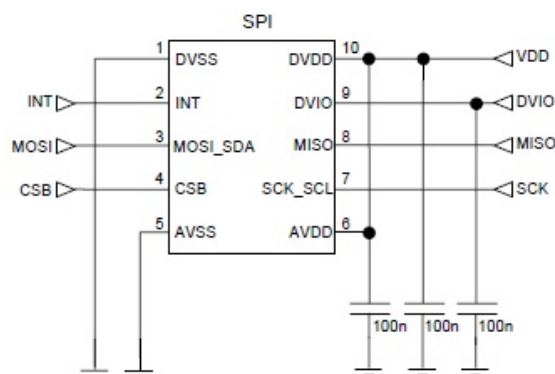 SPI
1 DVSS DVDD 10 VDD
INT 2 INT DVIO 9 DVIO
MOSI 3 MOSI_SDA MISO 8 MISO
CSB 4 CSB SCK_SCL 7 SCK
5 AVSS AVDD 6
100n 100n 100n